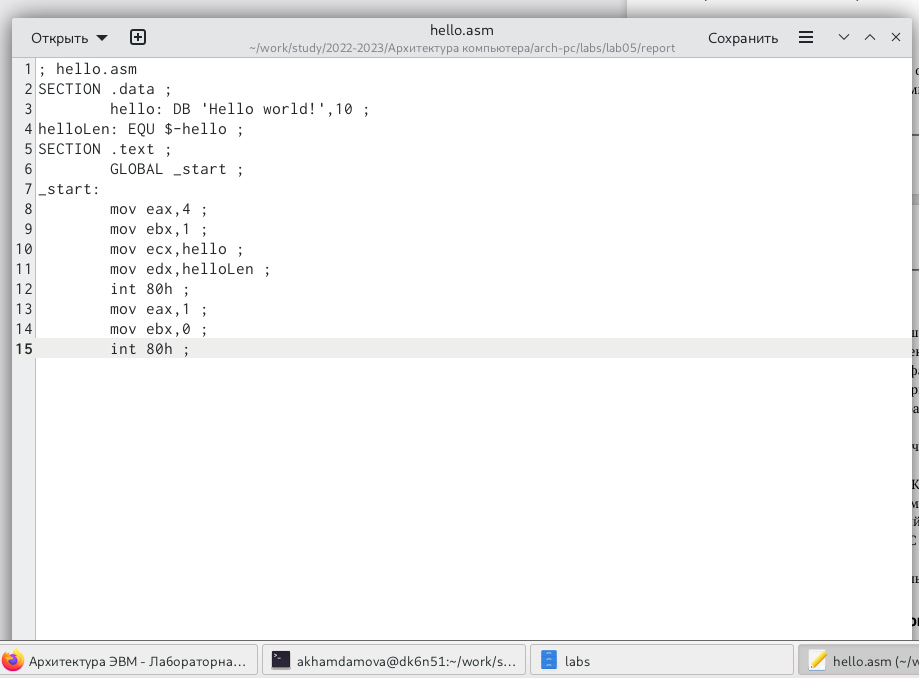 hello.asm
Открыть
~/work/study/2022-2023/Архитектура компьютера/arch-pc/labs/lab05/report
Сохранить
1 ; hello.asm
2 SECTION .data ;
3         hello: DB 'Hello world!',10 ;
4 helloLen: EQU $-hello ;
5 SECTION .text ;
6         GLOBAL _start ;
7 _start:
8         mov eax,4 ;
9         mov ebx,1 ;
10         mov ecx,hello ;
11         mov edx,helloLen ;
12         int 80h ;
13         mov eax,1 ;
14         mov ebx,0 ;
15         int 80h ;
Архитектура ЭВМ - Лабораторна...
akhamdamova@dk6n51:~/work/s...
labs
hello.asm (~/w